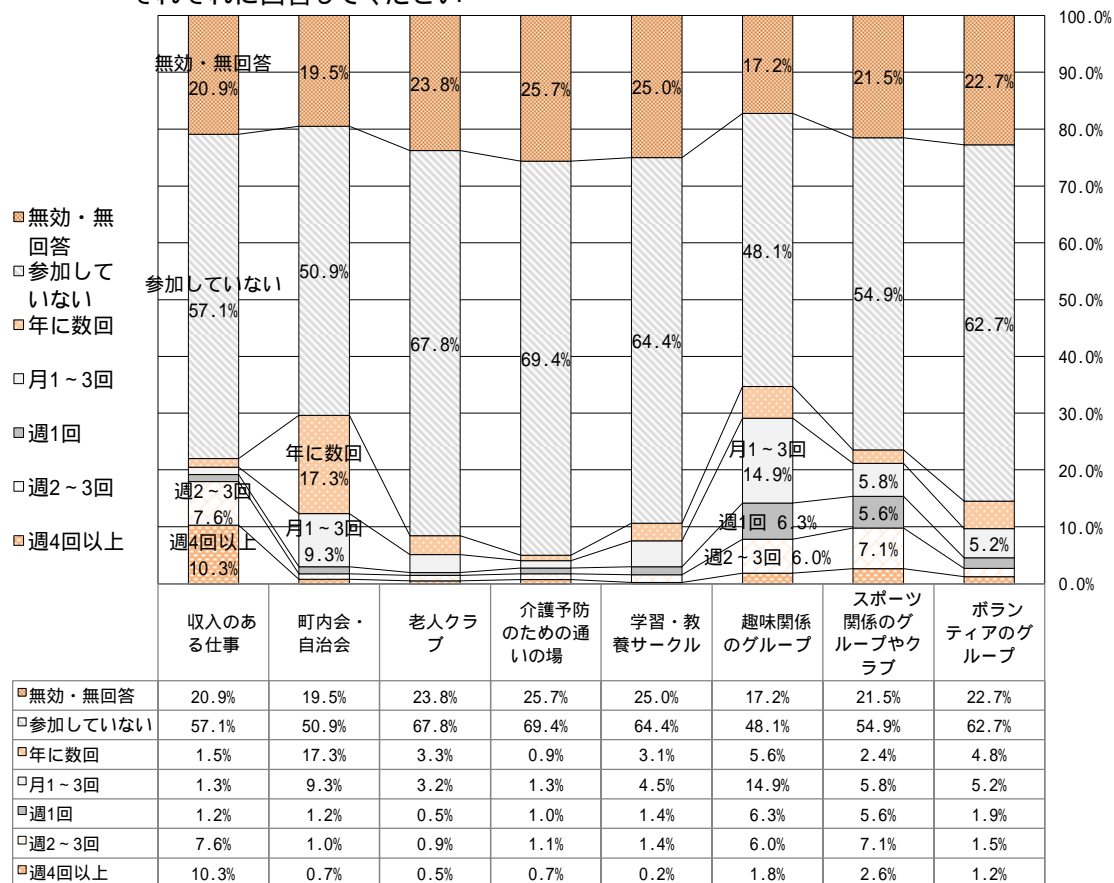 それぞれに回答してください
100.0%
90.0%
80.0%
70.0%
60.0%
50.0%
40.0%
30.0%
20.0%
10.0%
0.0%
無効・無
回答
参加して
いない
年に数回
月1~3回
週1回
週2~3回
週4回以上
無効・無回答
20.9% 19.5% 23.8% 25.7% 25.0% 17.2% 21.5% 22.7%
参加していない
57.1% 50.9% 67.8% 69.4% 64.4% 48.1% 54.9% 62.7%
年に数回
17.3%
月1~3回
9.3%
月1~3回
14.9%
5.8%
5.2%
週1回 6.3%
5.6%
週2~3回
7.6%
週2~3回 6.0%
7.1%
週4回以上
10.3%
収入のあ
る仕事
町内会・
自治会
老人クラ
ブ
介護予防
のための通
いの場
学習・教
養サークル
趣味関係
のグループ
スポーツ
関係のグ
ループやク
ラブ
ボラン
ティアのグ
ループ
無効・無回答 20.9% 19.5% 23.8% 25.7% 25.0% 17.2% 21.5% 22.7%
参加していない 57.1% 50.9% 67.8% 69.4% 64.4% 48.1% 54.9% 62.7%
年に数回 1.5% 17.3% 3.3% 0.9% 3.1% 5.6% 2.4% 4.8%
月1~3回 1.3% 9.3% 3.2% 1.3% 4.5% 14.9% 5.8% 5.2%
週1回 1.2% 1.2% 0.5% 1.0% 1.4% 6.3% 5.6% 1.9%
週2~3回 7.6% 1.0% 0.9% 1.1% 1.4% 6.0% 7.1% 1.5%
週4回以上 10.3% 0.7% 0.5% 0.7% 0.2% 1.8% 2.6% 1.2%